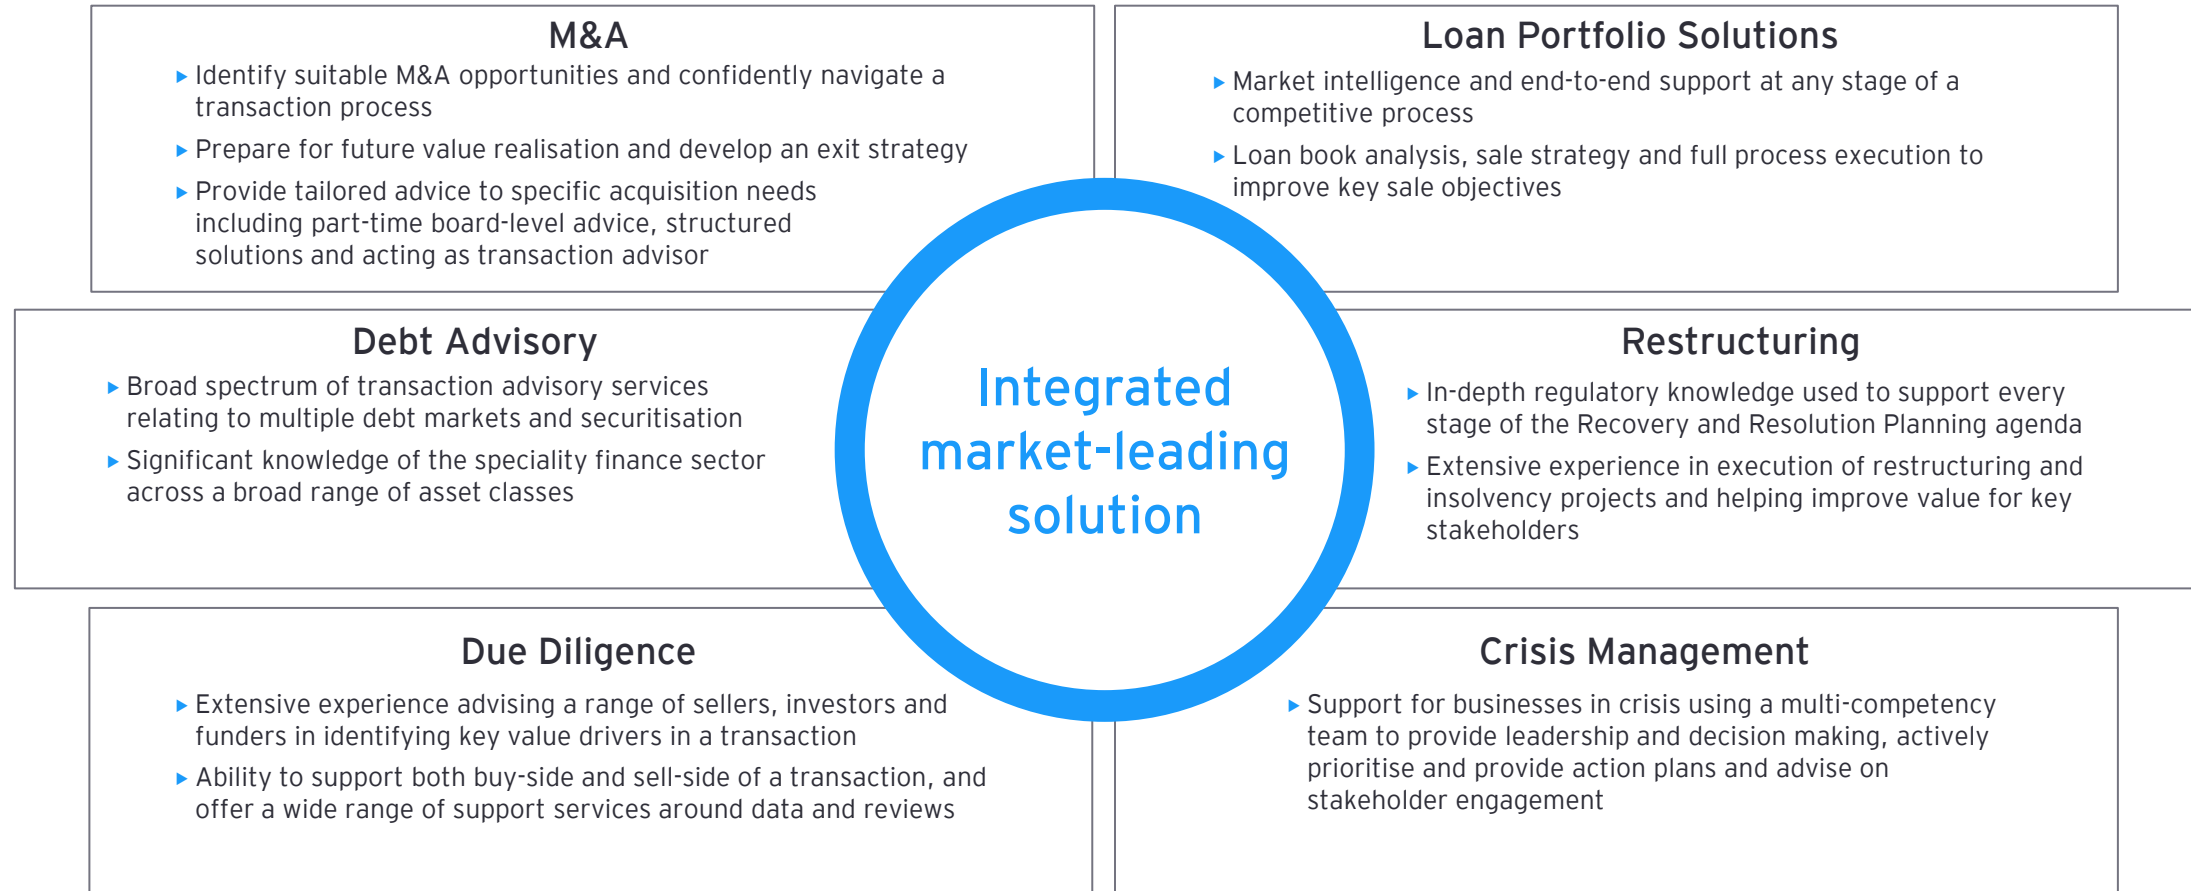 M&A
▸ Identify suitable M&A opportunities and confidently navigate a
transaction process
▸ Prepare for future value realisation and develop an exit strategy
▸ Provide tailored advice to specific acquisition needs
including part-time board-level advice, structured
solutions and acting as transaction advisor
Loan Portfolio Solutions
▸ Market intelligence and end-to-end support at any stage of a
competitive process
▸ Loan book analysis, sale strategy and full process execution to
improve key sale objectives
Debt Advisory
▸ Broad spectrum of transaction advisory services
relating to multiple debt markets and securitisation
▸ Significant knowledge of the speciality finance sector
across a broad range of asset classes
Integrated
market-leading
solution
Restructuring
▸ In-depth regulatory knowledge used to support every
stage of the Recovery and Resolution Planning agenda
▸ Extensive experience in execution of restructuring and
insolvency projects and helping improve value for key
stakeholders
Due Diligence
▸ Extensive experience advising a range of sellers, investors and
funders in identifying key value drivers in a transaction
▸ Ability to support both buy-side and sell-side of a transaction, and
offer a wide range of support services around data and reviews
Crisis Management
▸ Support for businesses in crisis using a multi-competency
team to provide leadership and decision making, actively
prioritise and provide action plans and advise on
stakeholder engagement